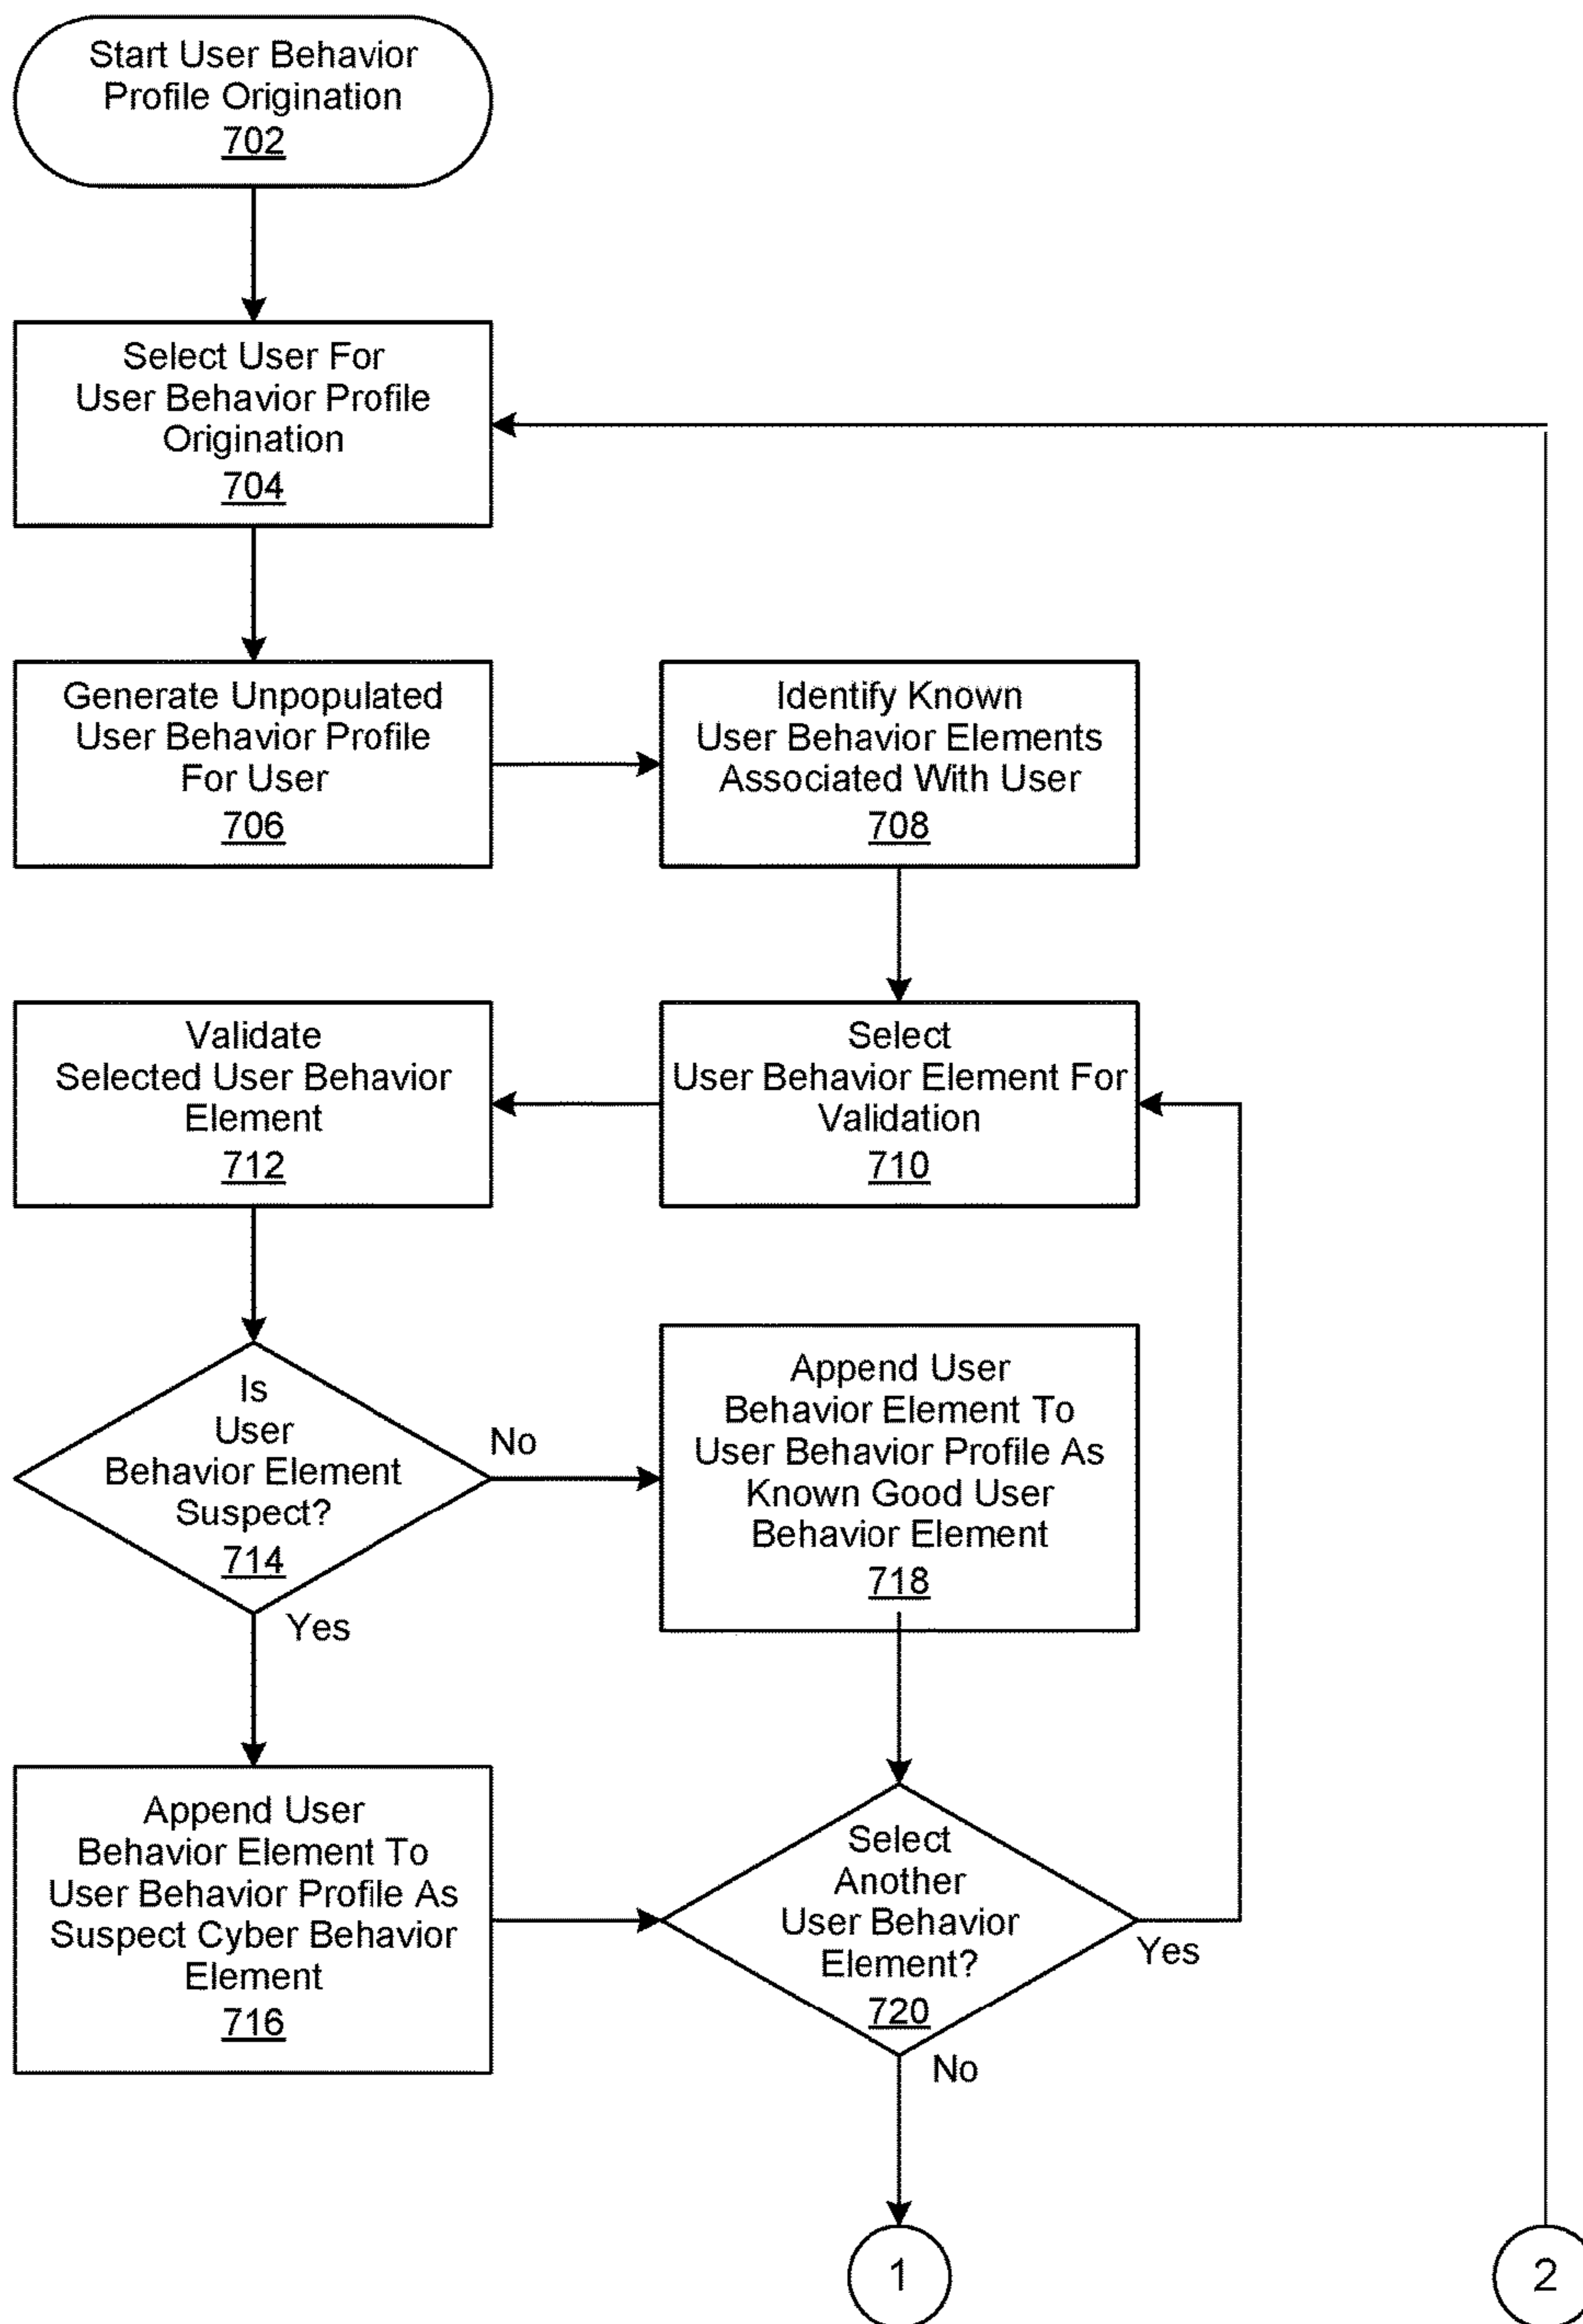 Start User Behavior
Profile Origination
702
Select User For
User Behavior Profile
Origination
704
Generate Unpopulated
User Behavior Profile
For User
706
Identify Known
User Behavior Elements
Associated With User
708
Validate
Selected User Behavior
Element
712
Select
User Behavior Element For
Validation
710
Is
User
Behavior Element
Suspect?
714
No
Yes
Append User
Behavior Element To
User Behavior Profile As
Known Good User
Behavior Element
718
Append User
Behavior Element To
User Behavior Profile As
Suspect Cyber Behavior
Element
716
Select
Another
User Behavior
Element?
720
Yes
No
1
2